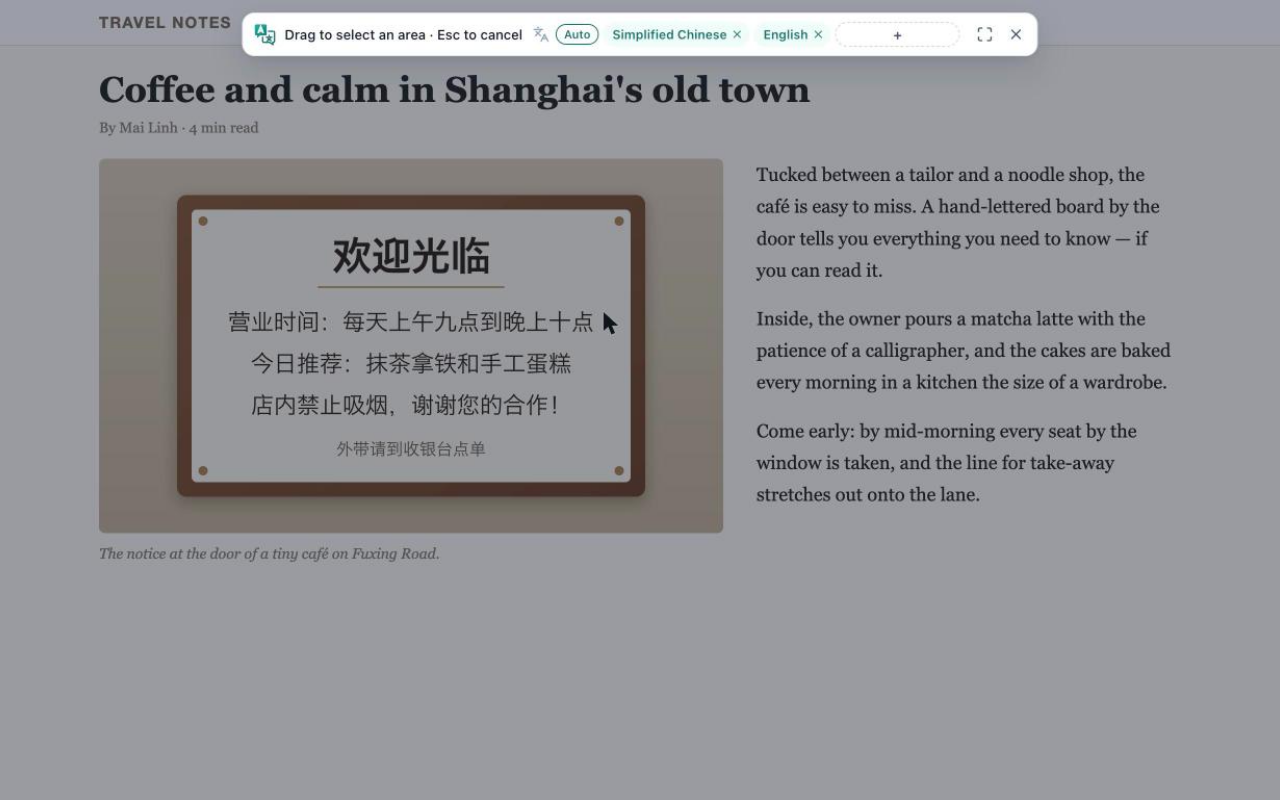 TRAVEL NOTES
Drag to select an area · Esc to cancel
Auto
Simplified Chinese ×
English ×
+
Coffee and calm in Shanghai's old town
By Mai Linh · 4 min read
欢迎光临
营业时间：每天上午九点到晚上十点
今日推荐：抹茶拿铁和手工蛋糕
店内禁止吸烟，谢谢您的合作！
外带请到收银台点单
The notice at the door of a tiny café on Fuxing Road.
Tucked between a tailor and a noodle shop, the
café is easy to miss. A hand-lettered board by the
door tells you everything you need to know — if
you can read it.
Inside, the owner pours a matcha latte with the
patience of a calligrapher, and the cakes are baked
every morning in a kitchen the size of a wardrobe.
Come early: by mid-morning every seat by the
window is taken, and the line for take-away
stretches out onto the lane.